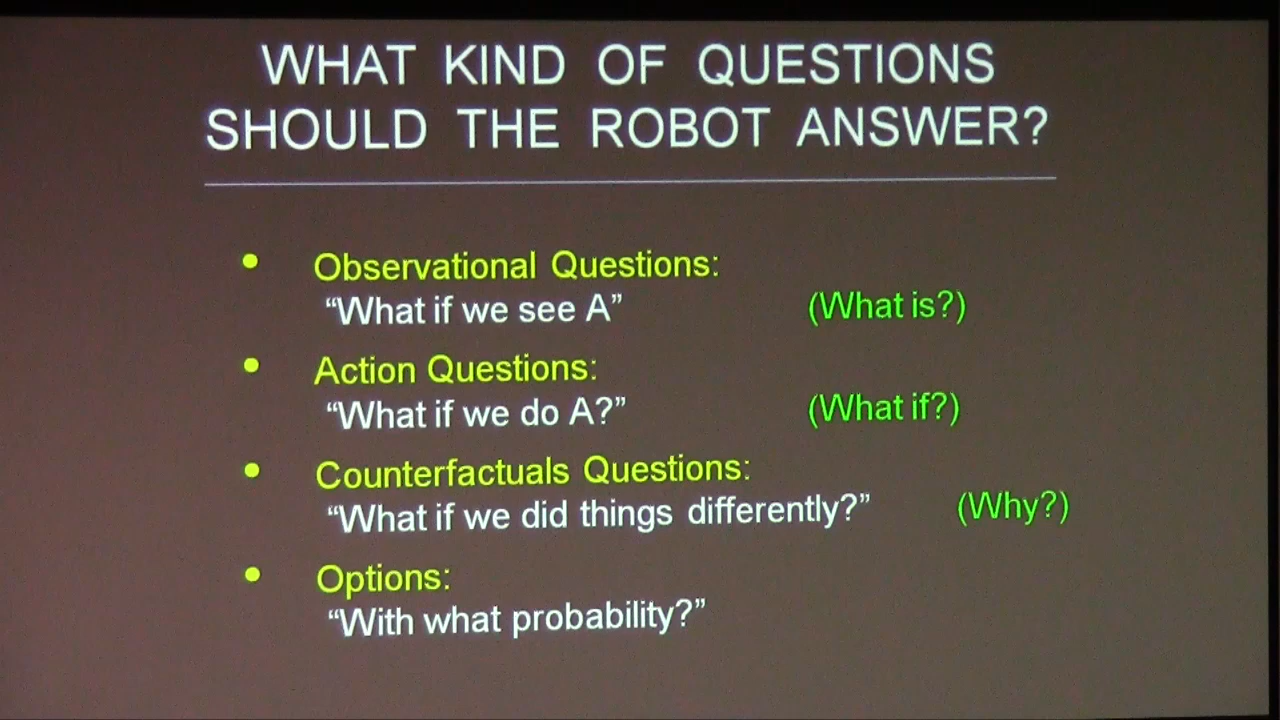 WHAT KIND OF QUESTIONS
SHOULD THE ROBOT ANSWER?
• Observational Questions:
“What if we see A” (What is?)
• Action Questions:
“What if we do A?” (What if?)
• Counterfactuals Questions:
“What if we did things differently?” (Why?)
• Options:
“With what probability?”